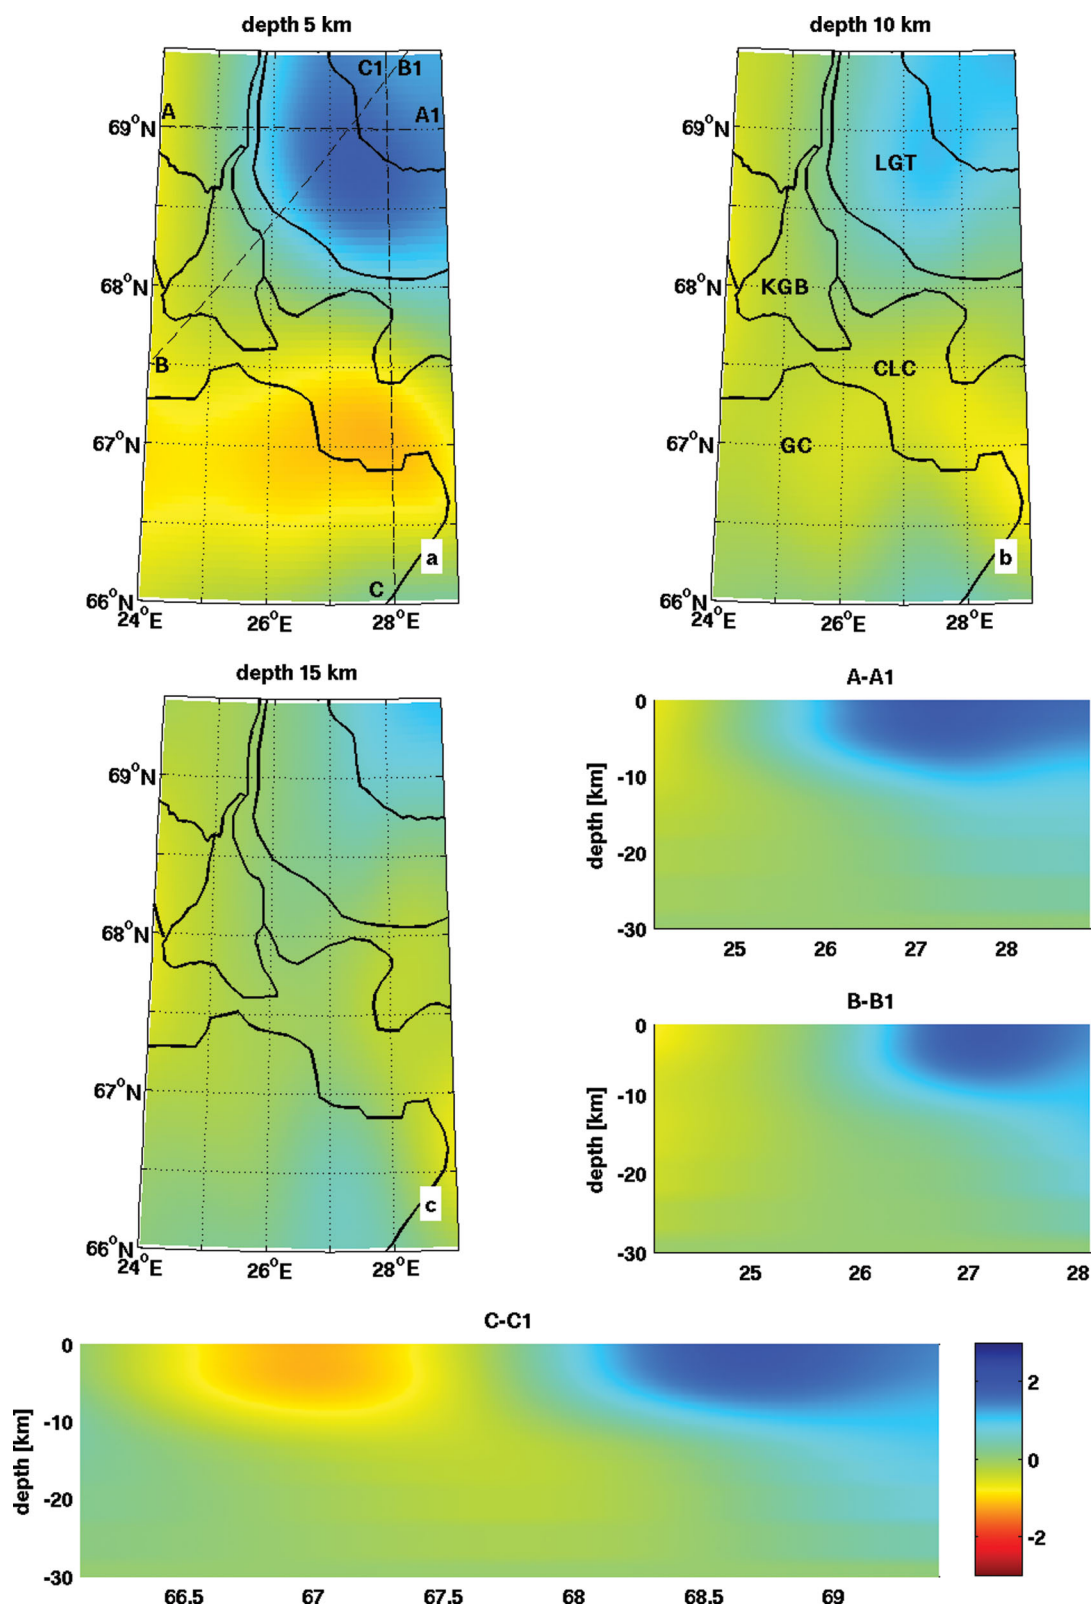 depth 5 km
C1 B1
A
A1
69°N
68°N
B
67°N
a
C
66°N
24°E
26°E
28°E
depth 10 km
69°N
LGT
68°N
KGB
CLC
67°N
GC
b
66°N
24°E
26°E
28°E
depth 15 km
69°N
68°N
67°N
c
66°N
24°E
26°E
28°E
A-A1
0
-10
-20
-30
depth [km]
25
26
27
28
B-B1
0
-10
-20
-30
depth [km]
25
26
27
28
C-C1
0
-10
-20
-30
depth [km]
66.5
67
67.5
68
68.5
69
2
0
-2